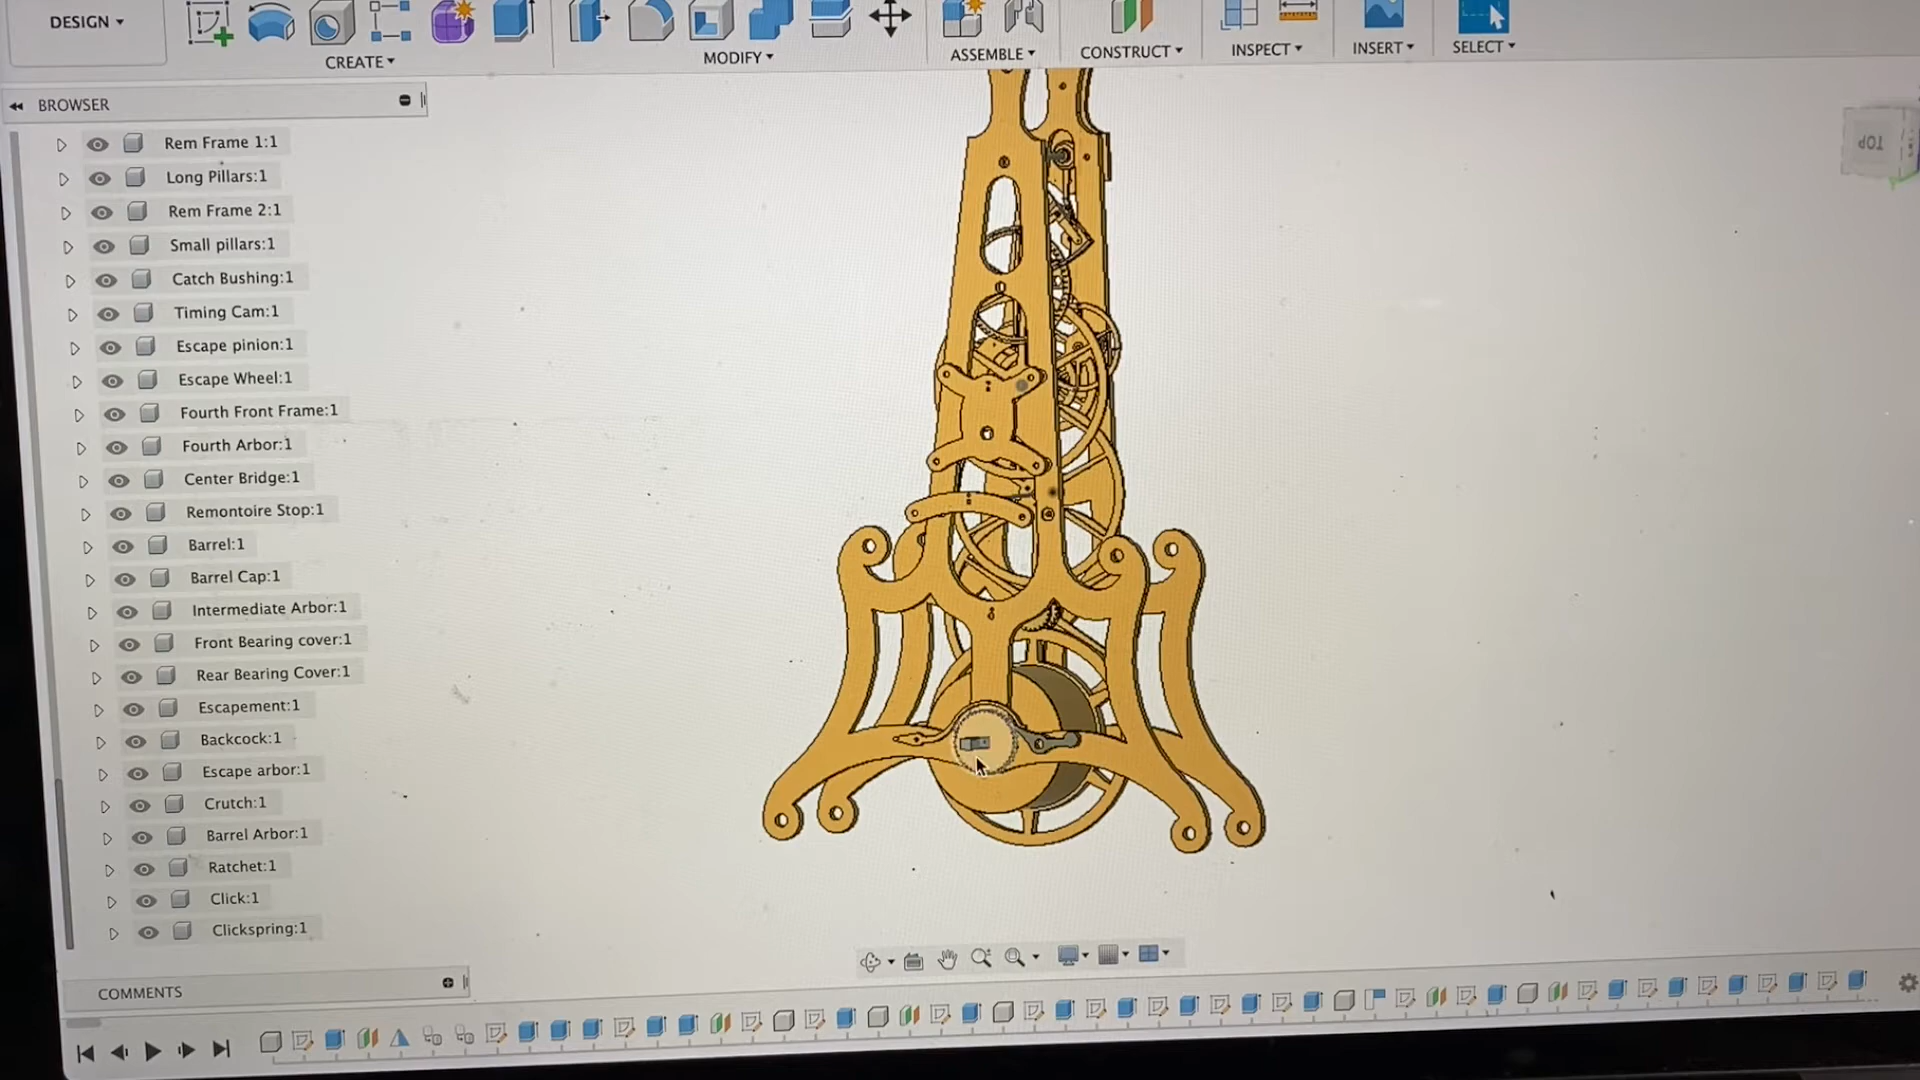 DESIGN
CREATE
MODIFY
ASSEMBLE
CONSTRUCT
INSPECT
INSERT
SELECT
BROWSER
TOP
Rem Frame 1:1
Long Pillars:1
Rem Frame 2:1
Small pillars:1
Catch Bushing:1
Timing Cam:1
Escape pinion:1
Escape Wheel:1
Fourth Front Frame:1
Fourth Arbor:1
Center Bridge:1
Remontoire Stop:1
Barrel:1
Barrel Cap:1
Intermediate Arbor:1
Front Bearing cover:1
Rear Bearing Cover:1
Escapement:1
Backcock:1
Escape arbor:1
Crutch:1
Barrel Arbor:1
Ratchet:1
Click:1
Clickspring:1
COMMENTS